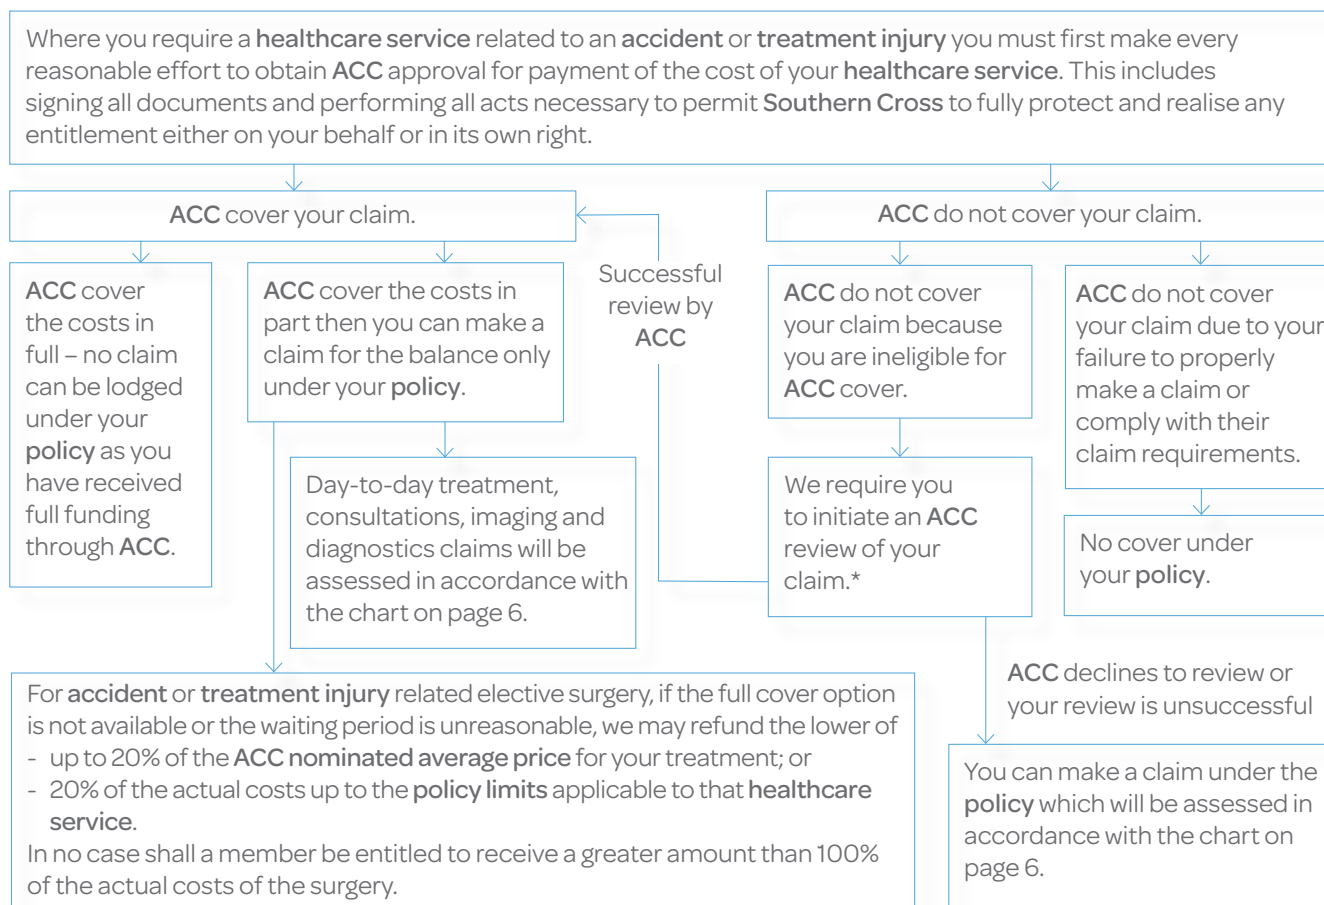 Where you require a healthcare service related to an accident or treatment injury you must first make every
reasonable effort to obtain ACC approval for payment of the cost of your healthcare service. This includes
signing all documents and performing all acts necessary to permit Southern Cross to fully protect and realise any
entitlement either on your behalf or in its own right.
ACC cover your claim.
ACC do not cover your claim.
ACC cover
the costs in
full – no claim
can be lodged
under your
policy as you
have received
full funding
through ACC.
ACC cover the costs in
part then you can make a
claim for the balance only
under your policy.
Successful
review by
ACC
ACC do not cover
your claim because
you are ineligible for
ACC cover.
ACC do not cover
your claim due to your
failure to properly
make a claim or
comply with their
claim requirements.
Day-to-day treatment,
consultations, imaging and
diagnostics claims will be
assessed in accordance with
the chart on page 6.
We require you
to initiate an ACC
review of your
claim.*
No cover under
your policy.
For accident or treatment injury related elective surgery, if the full cover option
is not available or the waiting period is unreasonable, we may refund the lower of
- up to 20% of the ACC nominated average price for your treatment; or
- 20% of the actual costs up to the policy limits applicable to that healthcare
service.
In no case shall a member be entitled to receive a greater amount than 100%
of the actual costs of the surgery.
ACC declines to review or
your review is unsuccessful
You can make a claim under the
policy which will be assessed in
accordance with the chart on
page 6.